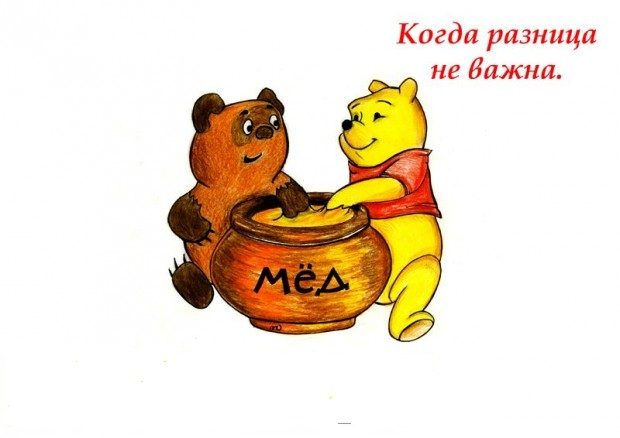 Когда разница
не важна.
Мёд